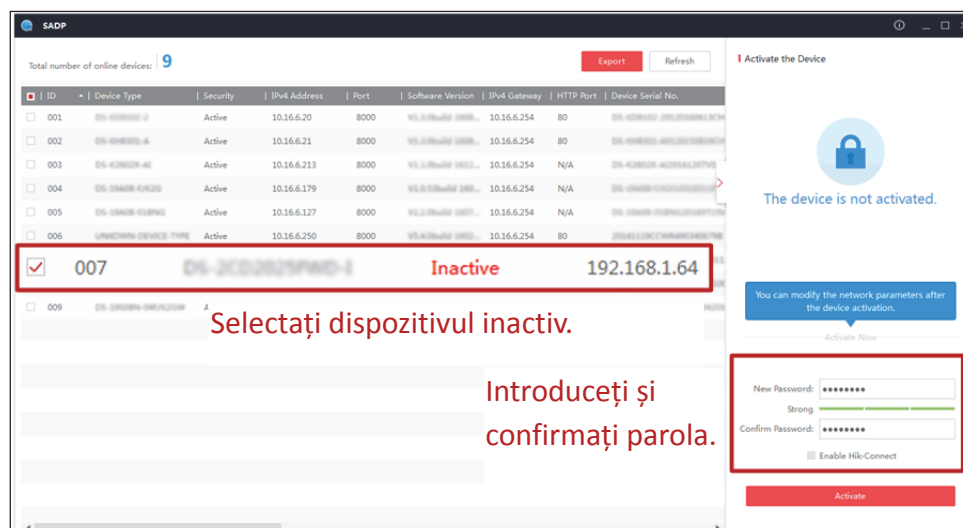 SADP
Total number of online devices: 9
Export
Refresh
ID Device Type Security IPv4 Address Port Software Version IPv4 Gateway HTTP Port Device Serial No.
001 Active 10.16.6.20 8000 10.16.6.254 80
002 Active 10.16.6.21 8000 10.16.6.254 80
003 Active 10.16.6.213 8000 10.16.6.254 N/A
004 Active 10.16.6.179 8000 10.16.6.254 N/A
005 Active 10.16.6.127 8000 10.16.6.254 N/A
006 Active 10.16.6.250 8000 10.16.6.254 80
007 Inactive 192.168.1.64
009
Selectați dispozitivul inactiv.
Introduceți și
confirmați parola.
Activate the Device
The device is not activated.
You can modify the network parameters after
the device activation.
Activate Now
New Password: ●●●●●●●●
Strong
Confirm Password: ●●●●●●●●
Enable Hik-Connect
Activate